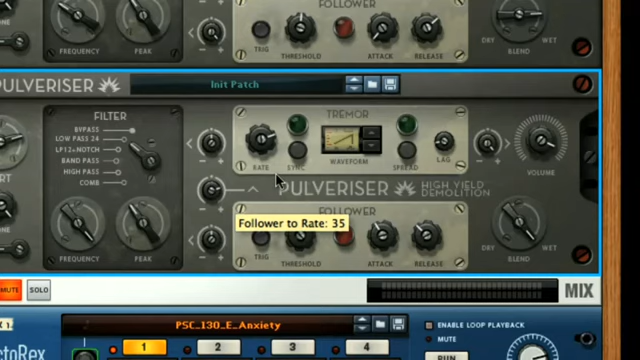 FOLLOWER
FREQUENCY PEAK TRIG THRESHOLD ATTACK RELEASE DRY BLEND WET
PULVERISER Init Patch
FILTER
BYPASS
LOW PASS 24
LP12+NOTCH
BAND PASS
HIGH PASS
COMB
TREMOR
RATE SYNC WAVEFORM SPREAD LAG VOLUME
PULVERISER HIGH YIELD DEMOLITION
FOLLOWER
Follower to Rate: 35
FREQUENCY PEAK TRIG THRESHOLD ATTACK RELEASE DRY BLEND WET
MUTE SOLO MIX
PSC_130_E_Anxiety
1 2 3 4
ENABLE LOOP PLAYBACK
MUTE
RUN